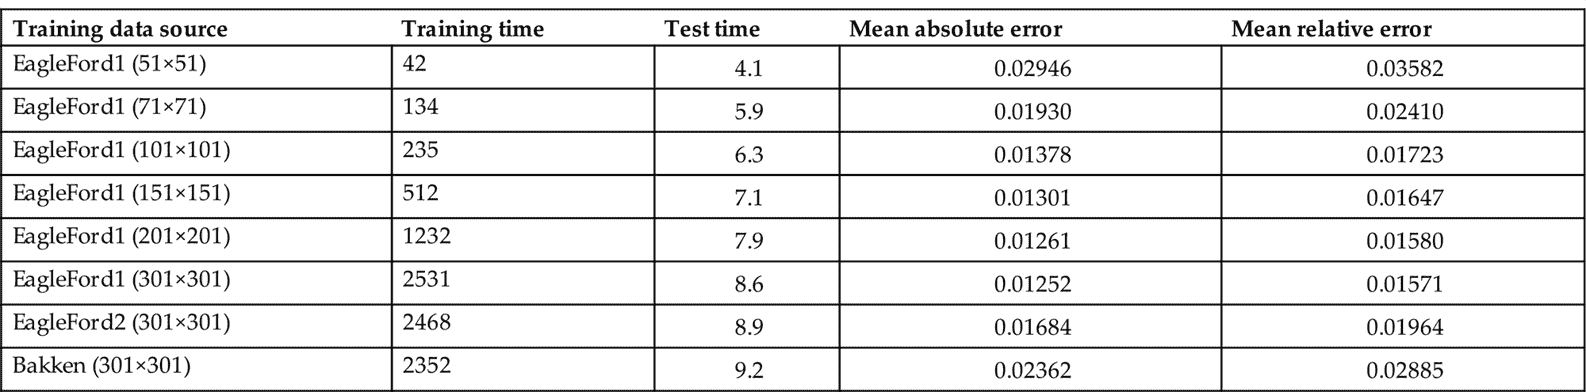 Training data source Training time Test time Mean absolute error Mean relative error
EagleFord1 (51×51) 42 4.1 0.02946 0.03582
EagleFord1 (71×71) 134 5.9 0.01930 0.02410
EagleFord1 (101×101) 235 6.3 0.01378 0.01723
EagleFord1 (151×151) 512 7.1 0.01301 0.01647
EagleFord1 (201×201) 1232 7.9 0.01261 0.01580
EagleFord1 (301×301) 2531 8.6 0.01252 0.01571
EagleFord2 (301×301) 2468 8.9 0.01684 0.01964
Bakken (301×301) 2352 9.2 0.02362 0.02885